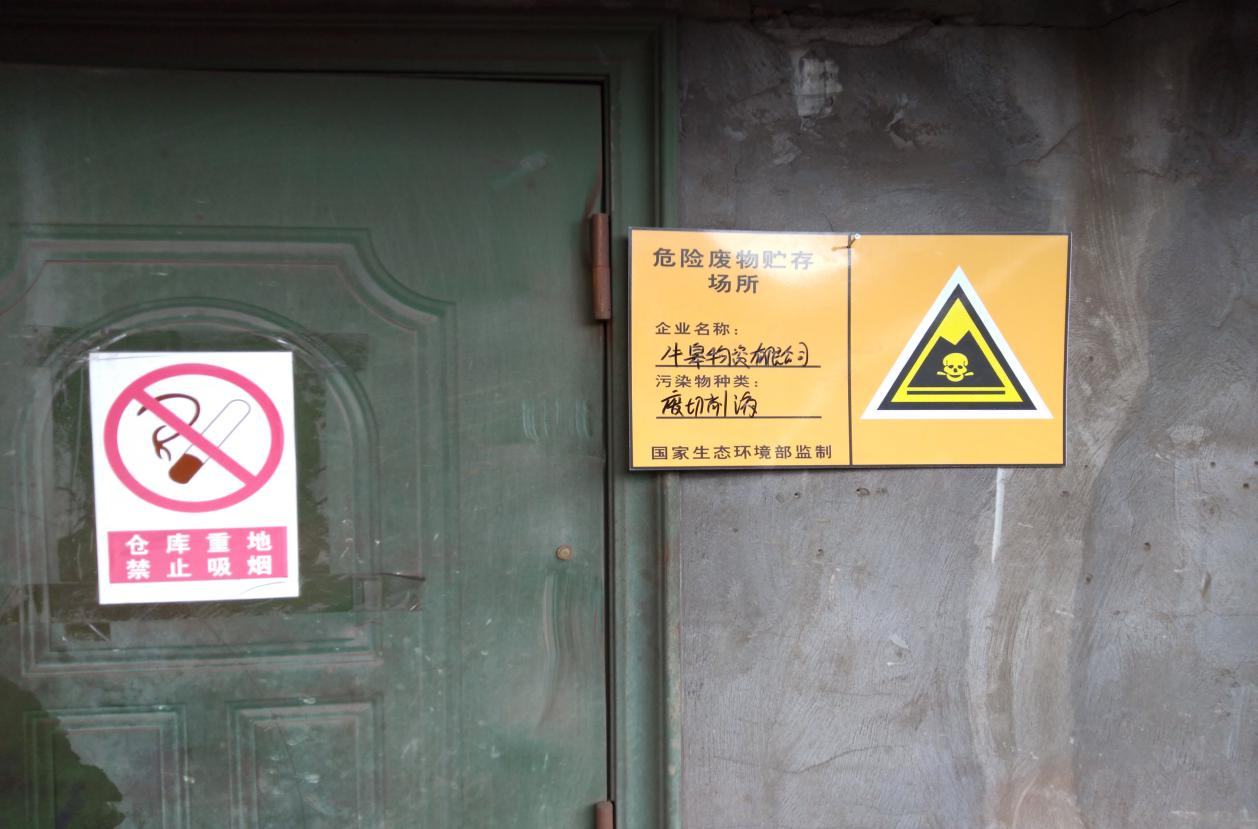 仓库重地
禁止吸烟
危险废物贮存
场所
企业名称：
牛皋物资有限公司
污染物种类：
废切削液
国家生态环境部监制